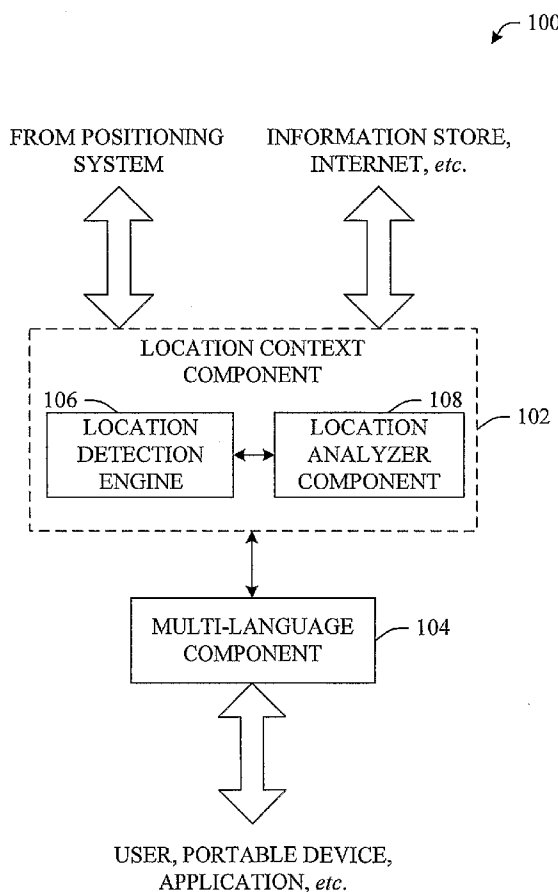 100
FROM POSITIONING
SYSTEM
INFORMATION STORE,
INTERNET, etc.
LOCATION CONTEXT
COMPONENT
106
LOCATION
DETECTION
ENGINE
108
LOCATION
ANALYZER
COMPONENT
102
MULTI-LANGUAGE
COMPONENT
104
USER, PORTABLE DEVICE,
APPLICATION, etc.